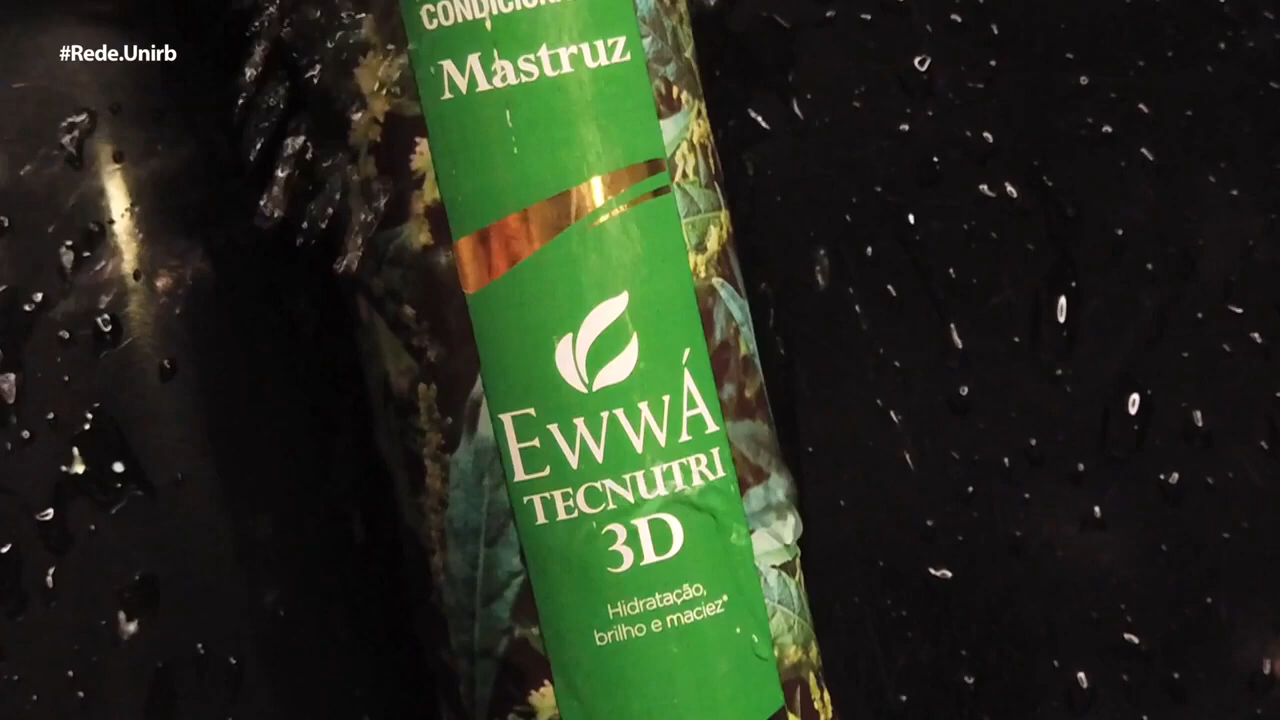 #Rede.Unirb
Mastruz
EWWÁ
TECNUTRI
3D
Hidratação,
brilho e maciez*